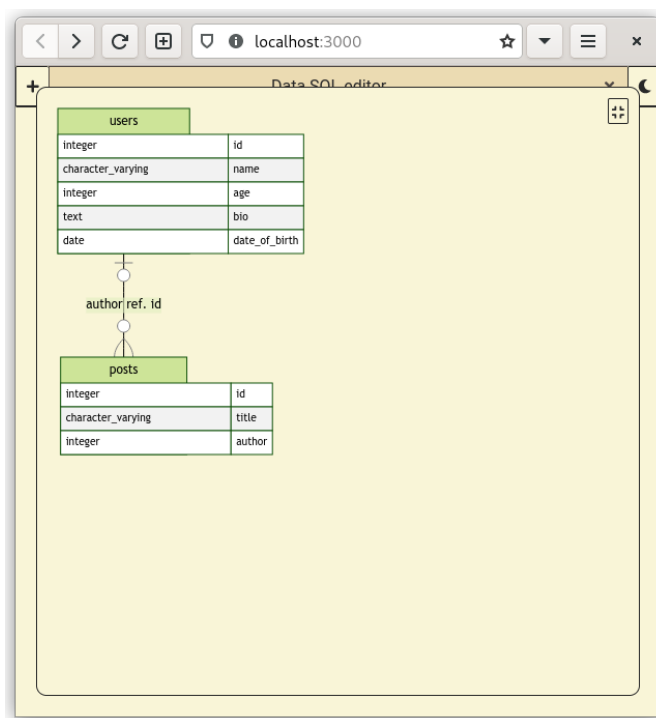 localhost:3000
Data SQL editor
users
integer id
character_varying name
integer age
text bio
date date_of_birth
author ref. id
posts
integer id
character_varying title
integer author